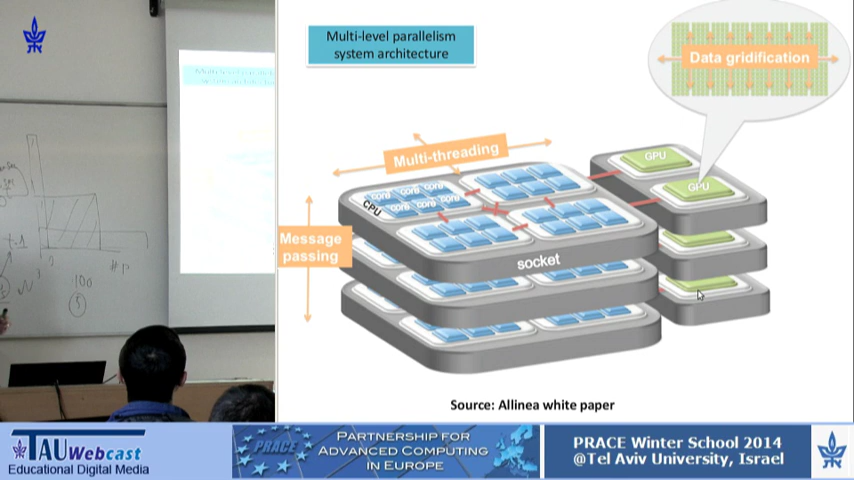 Multi-level parallelism
system architecture
Data gridification
Multi-threading
GPU
GPU
core core core
core core core
CPU
Message
passing
socket
# p
100
5
Source: Allinea white paper
TAU Webcast
Educational Digital Media
PRACE
PARTNERSHIP FOR
ADVANCED COMPUTING
IN EUROPE
PRACE Winter School 2014
@Tel Aviv University, Israel